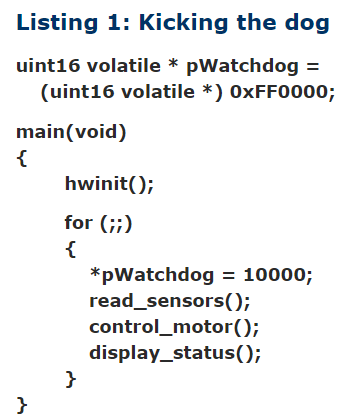 Listing 1: Kicking the dog
uint16 volatile * pWatchdog =
(uint16 volatile *) 0xFF0000;
main(void)
{
hwinit();
for (;;)
{
*pWatchdog = 10000;
read_sensors();
control_motor();
display_status();
}
}